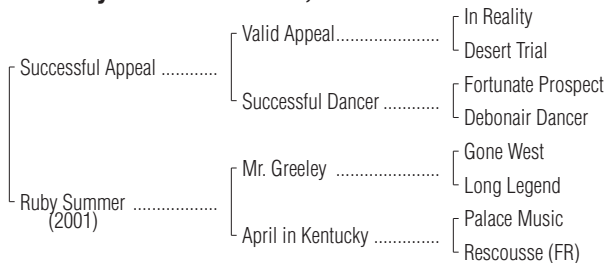 In Reality
Valid Appeal.....................
Desert Trial
Successful Appeal ............
Fortunate Prospect
Successful Dancer ............
Debonair Dancer
Gone West
Mr. Greeley ......................
Long Legend
Ruby Summer ..................
(2001)
Palace Music
April in Kentucky ..............
Rescousse (FR)